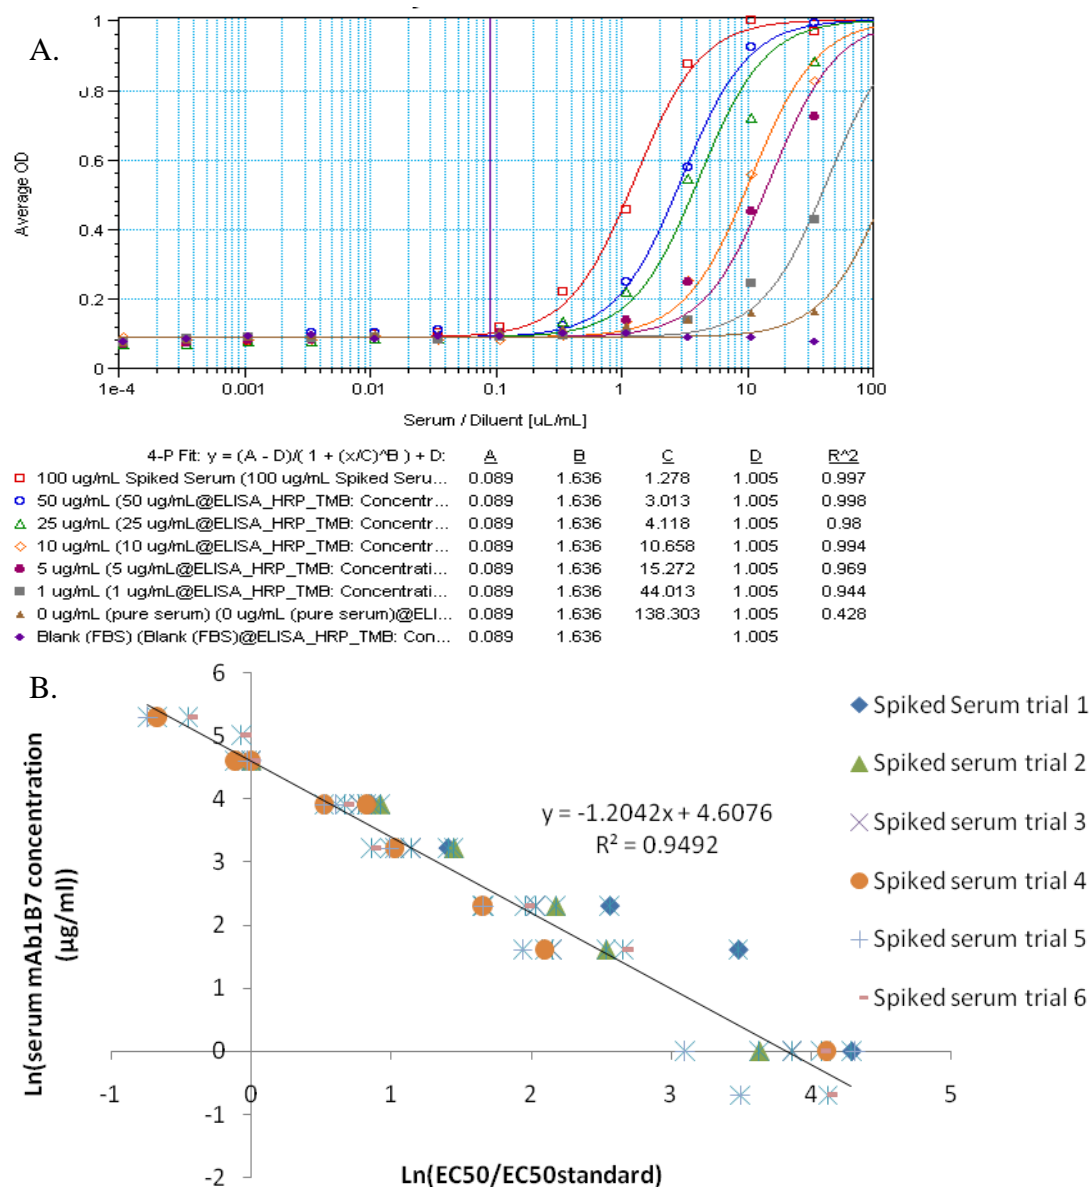 A.
1
0.8
0.6
0.4
0.2
0
Average OD
1e-4 0.001 0.01 0.1 1 10 100
Serum / Diluent [uL/mL]
4-P Fit: y = (A - D)/( 1 + (x/C)^B ) + D: A B C D R^2
100 ug/mL Spiked Serum (100 ug/mL Spiked Seru... 0.089 1.636 1.278 1.005 0.997
50 ug/mL (50 ug/mL@ELISA_HRP_TMB: Concentr... 0.089 1.636 3.013 1.005 0.998
25 ug/mL (25 ug/mL@ELISA_HRP_TMB: Concentr... 0.089 1.636 4.118 1.005 0.98
10 ug/mL (10 ug/mL@ELISA_HRP_TMB: Concentr... 0.089 1.636 10.658 1.005 0.994
5 ug/mL (5 ug/mL@ELISA_HRP_TMB: Concentrati... 0.089 1.636 15.272 1.005 0.969
1 ug/mL (1 ug/mL@ELISA_HRP_TMB: Concentrati... 0.089 1.636 44.013 1.005 0.944
0 ug/mL (pure serum) (0 ug/mL (pure serum)@ELI... 0.089 1.636 138.303 1.005 0.428
Blank (FBS) (Blank (FBS)@ELISA_HRP_TMB: Con... 0.089 1.636 1.005
B.
6
5
4
3
2
1
0
-1
-2
Ln(serum mAb1B7 concentration
(µg/ml))
y = -1.2042x + 4.6076
R² = 0.9492
-1 0 1 2 3 4 5
Ln(EC50/EC50standard)
Spiked Serum trial 1
Spiked serum trial 2
Spiked serum trial 3
Spiked serum trial 4
Spiked serum trial 5
Spiked serum trial 6